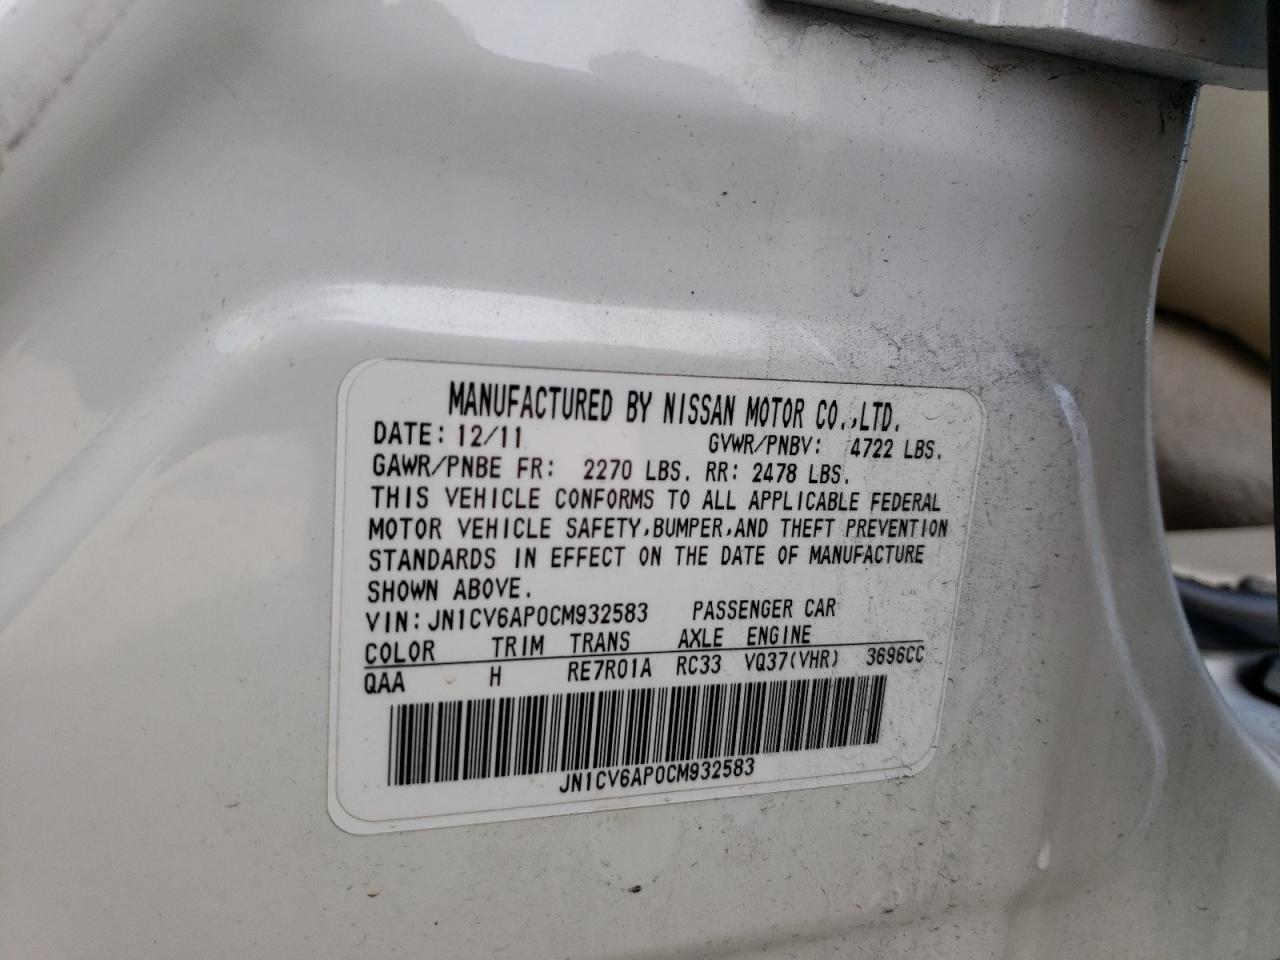 MANUFACTURED BY NISSAN MOTOR CO.,LTD.
DATE: 12/11 GVWR/PNBV: 4722 LBS.
GAWR/PNBE FR: 2270 LBS. RR: 2478 LBS.
THIS VEHICLE CONFORMS TO ALL APPLICABLE FEDERAL
MOTOR VEHICLE SAFETY,BUMPER,AND THEFT PREVENTION
STANDARDS IN EFFECT ON THE DATE OF MANUFACTURE
SHOWN ABOVE.
VIN: JN1CV6AP0CM932583 PASSENGER CAR
COLOR TRIM TRANS AXLE ENGINE
QAA H RE7R01A RC33 VQ37(VHR) 3696CC
JN1CV6AP0CM932583